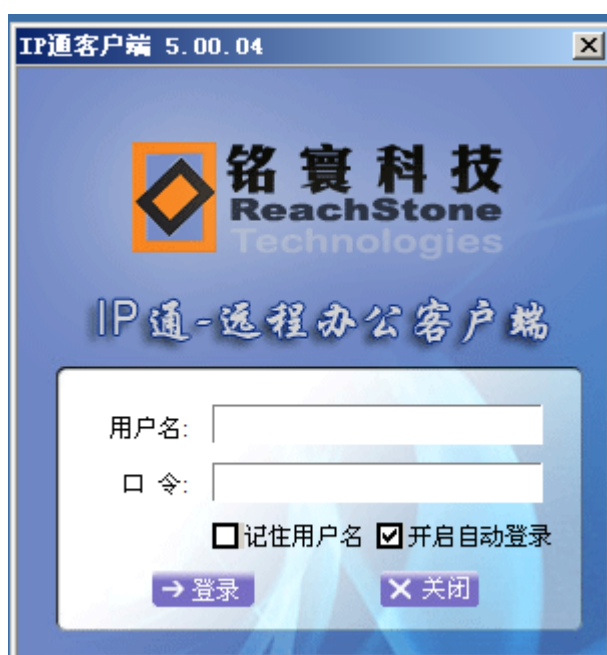 IP通客户端 5.00.04
铭寰科技
ReachStone
Technologies
IP通-远程办公客户端
用户名:
口 令:
记住用户名 开启自动登录
登录 关闭